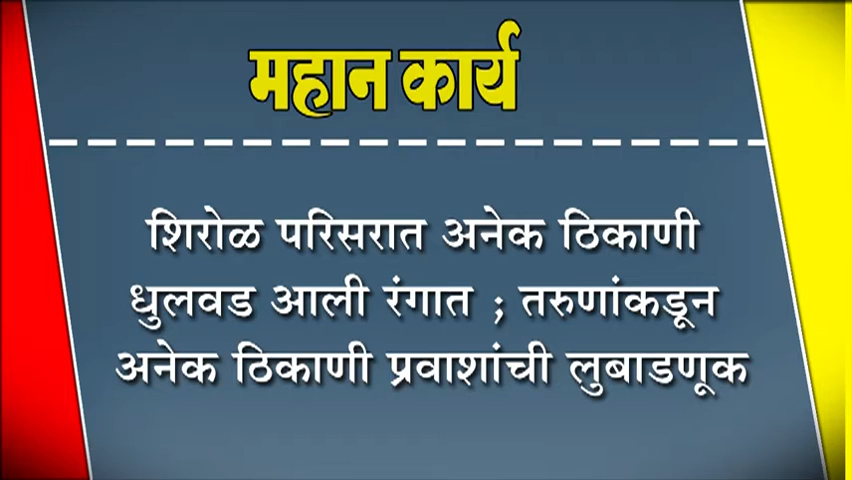 महान कार्य
शिरोळ परिसरात अनेक ठिकाणी
धुलवड आली रंगात ; तरुणांकडून
अनेक ठिकाणी प्रवाशांची लुबाडणूक